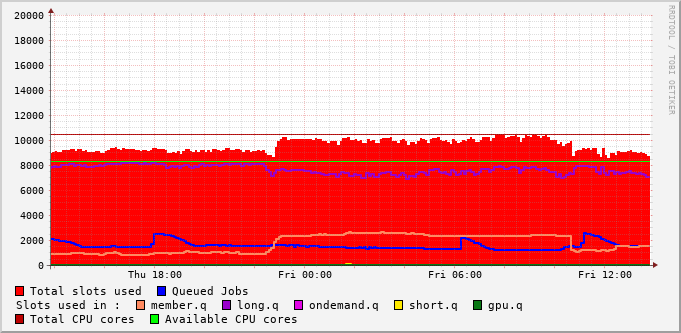 20000
18000
16000
14000
12000
10000
8000
6000
4000
2000
0
Thu 18:00 Fri 00:00 Fri 06:00 Fri 12:00
RRDTOOL / TOBI OETIKER
Total slots used Queued Jobs
Slots used in : member.q long.q ondemand.q short.q gpu.q
Total CPU cores Available CPU cores